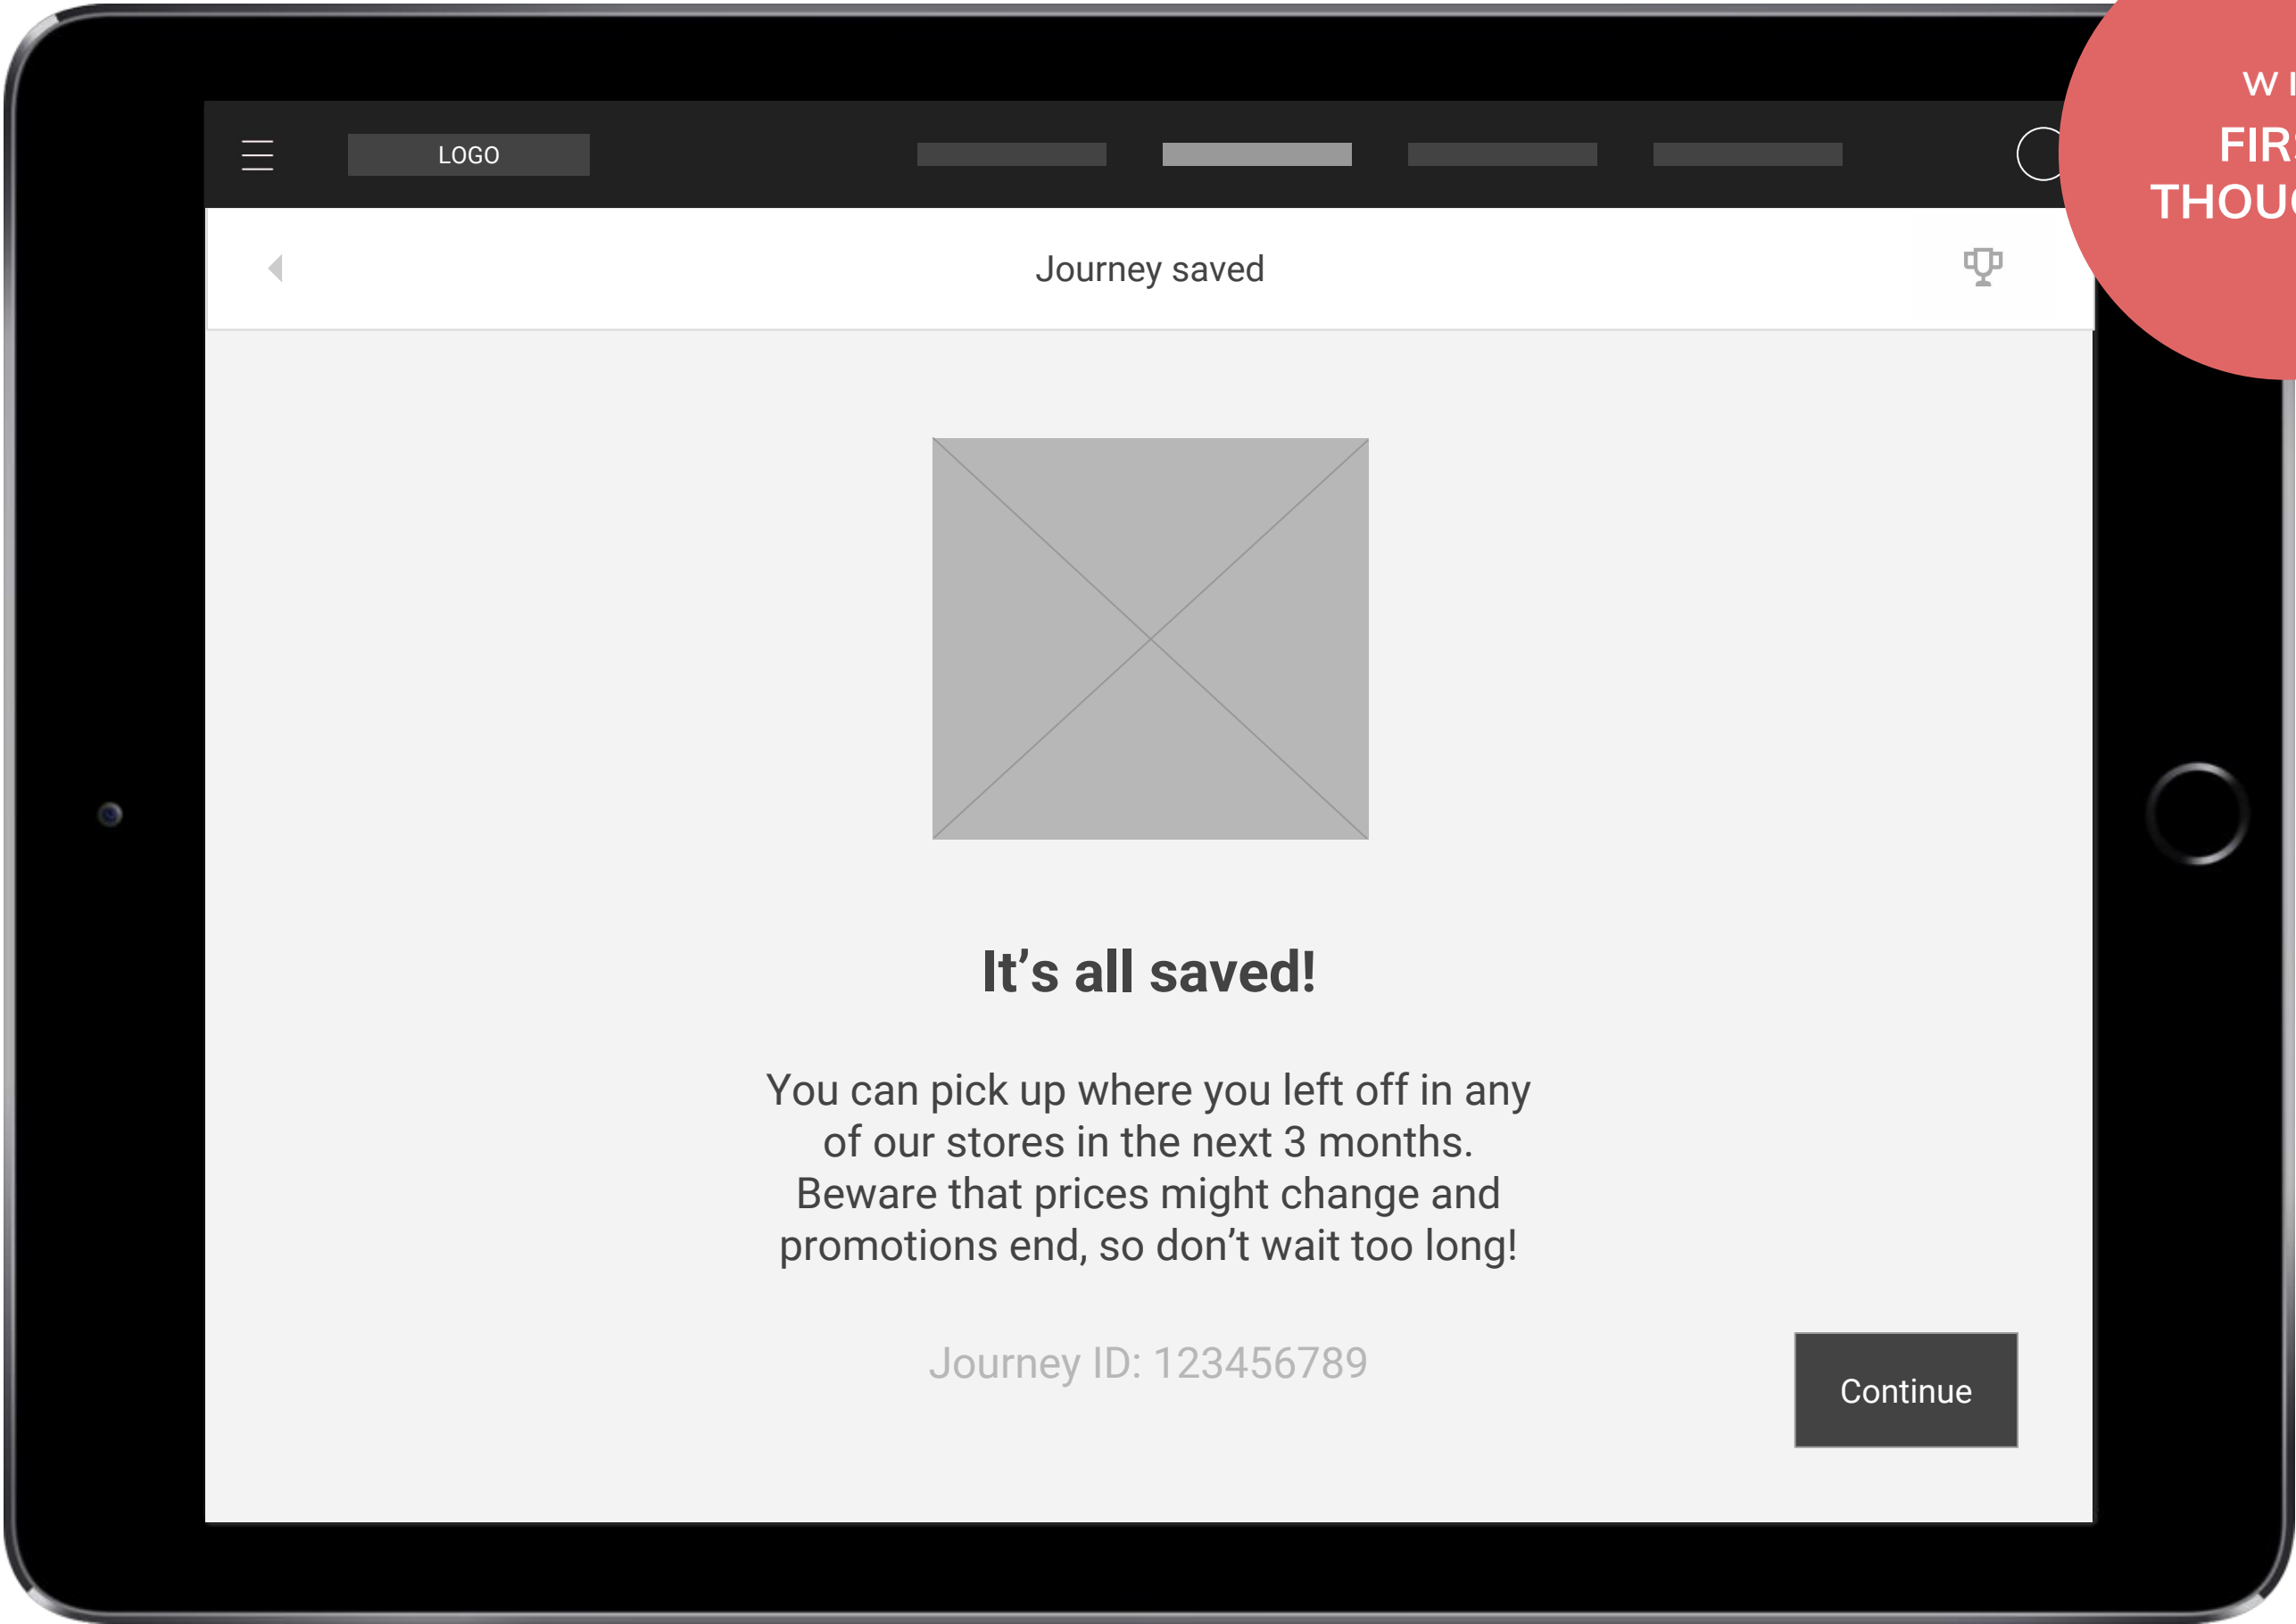 LOGO
Journey saved
It’s all saved!
You can pick up where you left off in any
of our stores in the next 3 months.
Beware that prices might change and
promotions end, so don’t wait too long!
Journey ID: 123456789
Continue